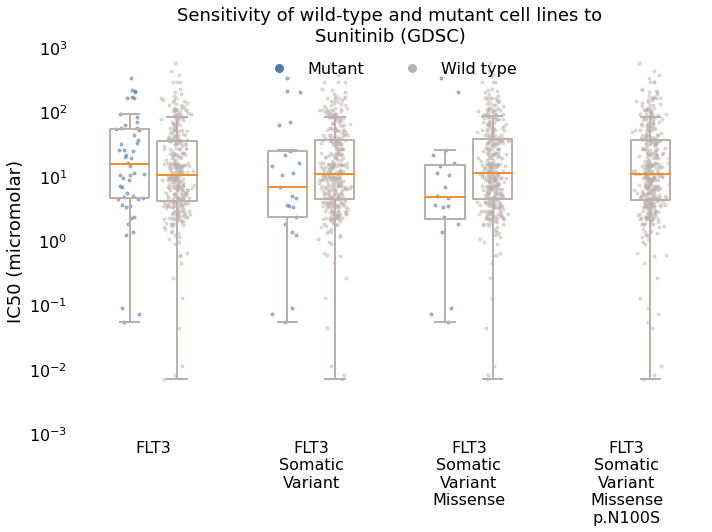 Sensitivity of wild-type and mutant cell lines to
Sunitinib (GDSC)
Mutant
Wild type
IC50 (micromolar)
10³
10²
10¹
10⁰
10⁻¹
10⁻²
10⁻³
FLT3
FLT3
Somatic
Variant
FLT3
Somatic
Variant
Missense
FLT3
Somatic
Variant
Missense
p.N100S